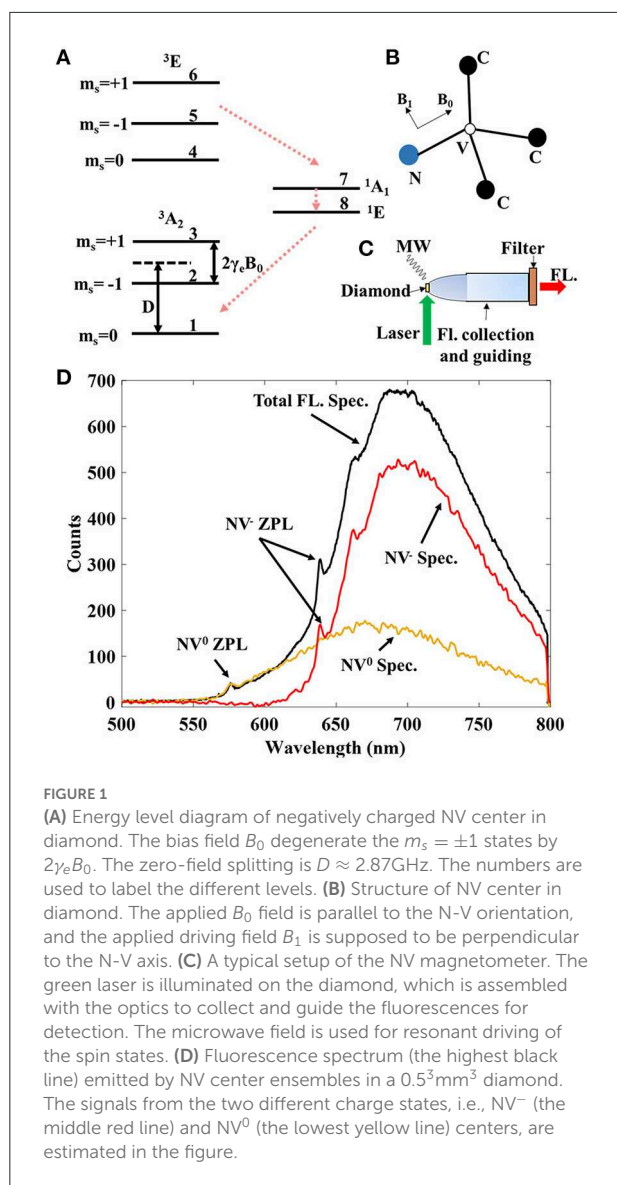 A
³E
m_s=+1 6
m_s=-1 5
m_s=0 4
7 ¹A₁
8 ¹E
³A₂
m_s=+1 3
2γ_eB₀
m_s=-1 2
D
m_s=0 1
B
C
B₁ B₀
V
N
C
C
C
MW
Filter
FL.
Diamond
Laser
Fl. collection
and guiding
D
700
600
500
400
300
200
100
0
Counts
Total FL. Spec.
NV⁻ ZPL
NV⁻ Spec.
NV⁰ ZPL
NV⁰ Spec.
500 550 600 650 700 750 800
Wavelength (nm)
FIGURE 1
(A) Energy level diagram of negatively charged NV center in
diamond. The bias field B₀ degenerate the m_s = ±1 states by
2γ_eB₀. The zero-field splitting is D ≈ 2.87GHz. The numbers are
used to label the different levels. (B) Structure of NV center in
diamond. The applied B₀ field is parallel to the N-V orientation,
and the applied driving field B₁ is supposed to be perpendicular
to the N-V axis. (C) A typical setup of the NV magnetometer. The
green laser is illuminated on the diamond, which is assembled
with the optics to collect and guide the fluorescences for
detection. The microwave field is used for resonant driving of
the spin states. (D) Fluorescence spectrum (the highest black
line) emitted by NV center ensembles in a 0.5³mm³ diamond.
The signals from the two different charge states, i.e., NV⁻ (the
middle red line) and NV⁰ (the lowest yellow line) centers, are
estimated in the figure.